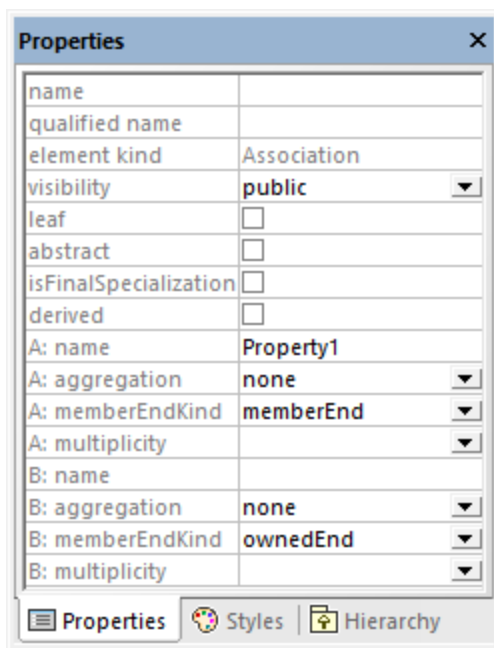 Properties
name
qualified name
element kind Association
visibility public
leaf
abstract
isFinalSpecialization
derived
A: name Property1
A: aggregation none
A: memberEndKind memberEnd
A: multiplicity
B: name
B: aggregation none
B: memberEndKind ownedEnd
B: multiplicity
Properties Styles Hierarchy